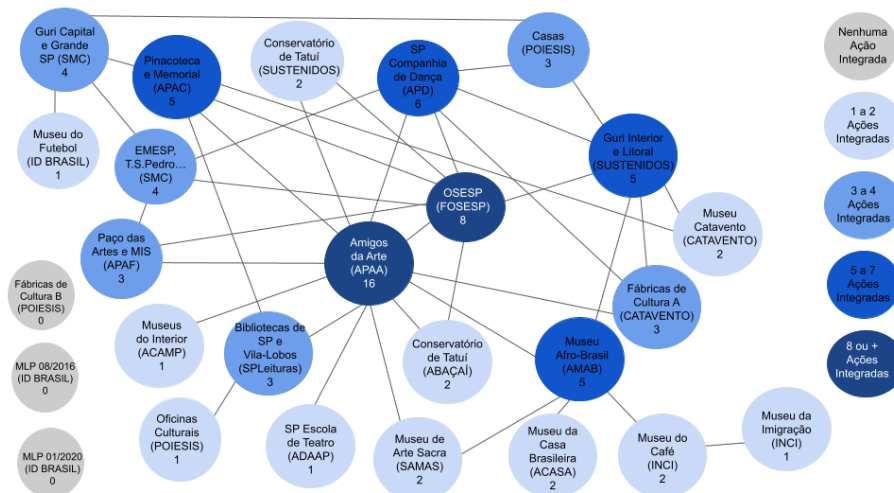 Guri Capital
e Grande
SP (SMC)
4
Pinacoteca
e Memorial
(APAC)
5
Conservatório
de Tatuí
(SUSTENIDOS)
2
SP
Companhia
de Dança
(APD)
6
Casas
(POIESIS)
3
Nenhuma
Ação
Integrada
Museu do
Futebol
(ID BRASIL)
1
EMESP,
T.S.Pedro...
(SMC)
4
Guri Interior
e Litoral
(SUSTENIDOS)
5
1 a 2
Ações
Integradas
OSESP
(FOSESP)
8
Museu
Catavento
(CATAVENTO)
2
3 a 4
Ações
Integradas
Paço das
Artes e MIS
(APAF)
3
Amigos
da Arte
(APAA)
16
Fábricas de
Cultura B
(POIESIS)
0
Fábricas de
Cultura A
(CATAVENTO)
3
5 a 7
Ações
Integradas
Museus
do Interior
(ACAMP)
1
Bibliotecas de
SP e
Vila-Lobos
(SPLeituras)
3
Conservatório
de Tatuí
(ABAÇAÍ)
2
Museu
Afro-Brasil
(AMAB)
5
8 ou +
Ações
Integradas
MLP 08/2016
(ID BRASIL)
0
Oficinas
Culturais
(POIESIS)
1
SP Escola
de Teatro
(ADAAP)
1
Museu de
Arte Sacra
(SAMAS)
2
Museu da
Casa
Brasileira
(ACASA)
2
Museu do
Café
(INCI)
2
Museu da
Imigração
(INCI)
1
MLP 01/2020
(ID BRASIL)
0